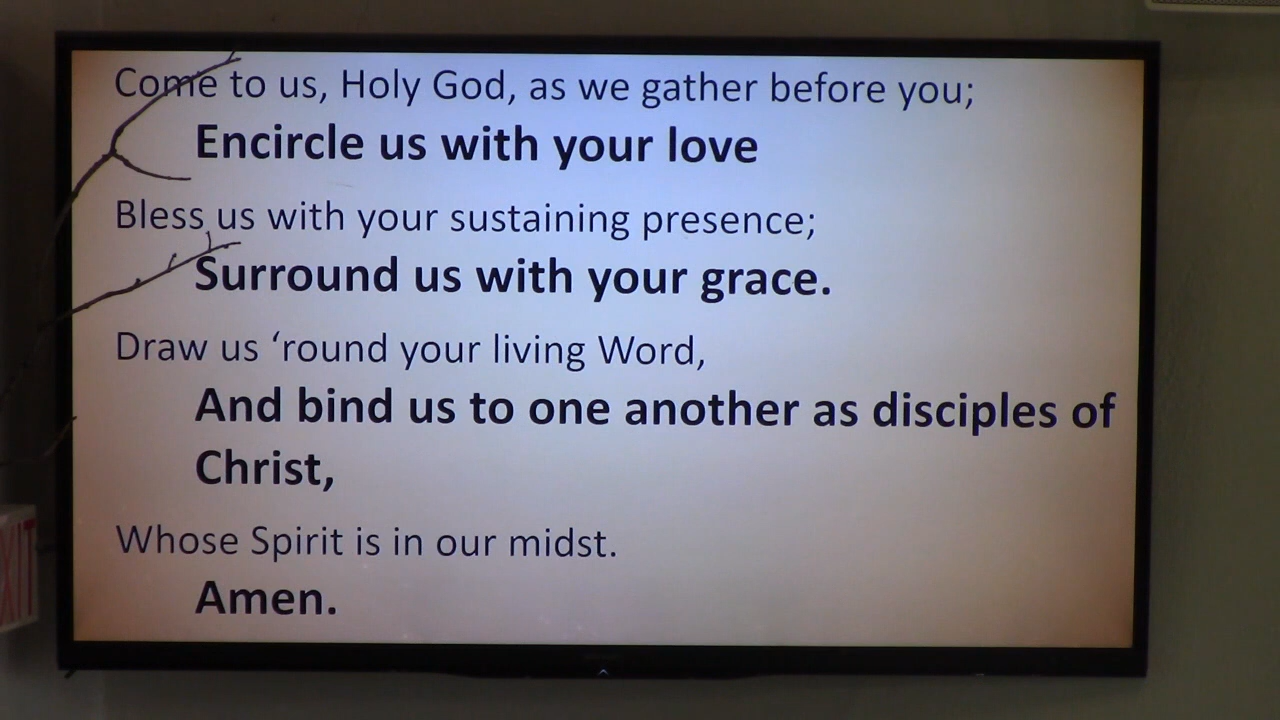 Come to us, Holy God, as we gather before you;
Encircle us with your love
Bless us with your sustaining presence;
Surround us with your grace.
Draw us ‘round your living Word,
And bind us to one another as disciples of
Christ,
Whose Spirit is in our midst.
Amen.
XIT